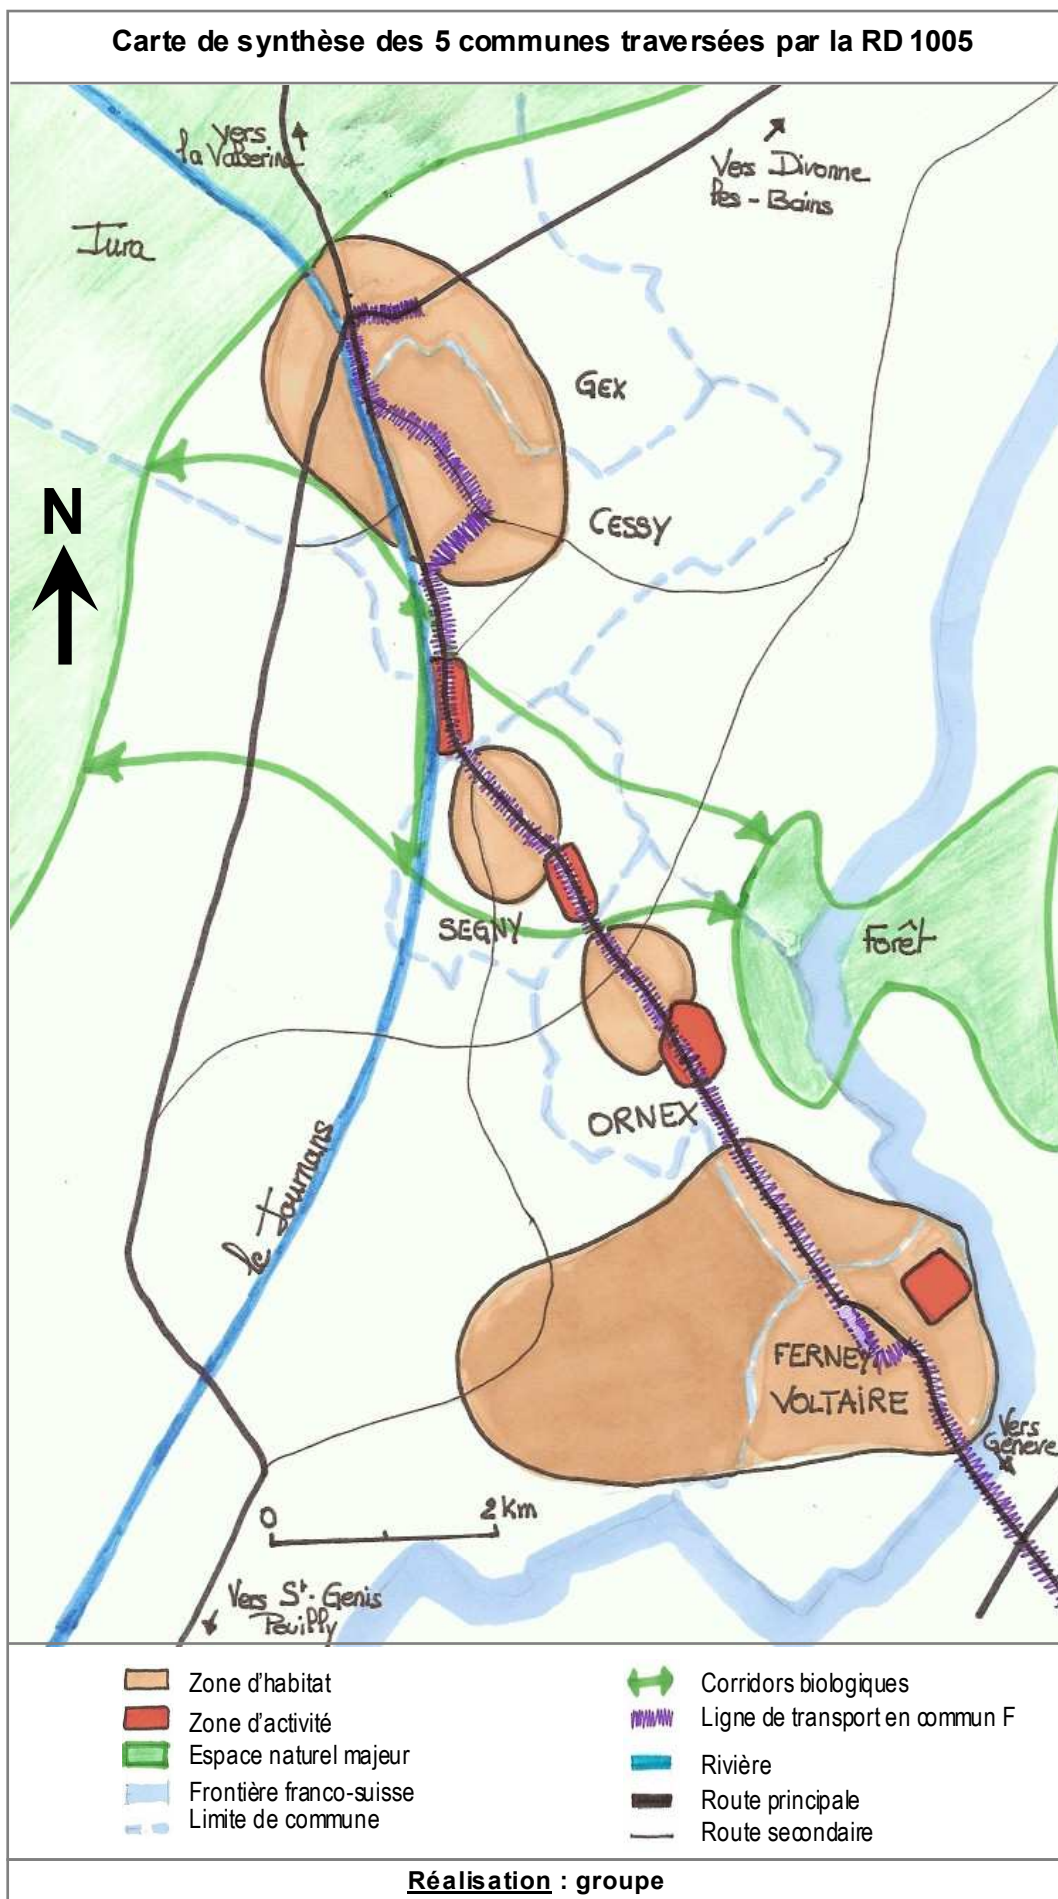 Carte de synthèse des 5 communes traversées par la RD 1005
vers
la Valserine
Vers Divonne
les-Bains
Jura
GEX
N
CESSY
SEGNY
Forêt
ORNEX
le Journans
FERNEY
VOLTAIRE
Vers
Genève
0 2 Km
Vers St-Genis
Pouilly
Zone d'habitat
Zone d'activité
Espace naturel majeur
Frontière franco-suisse
Limite de commune
Corridors biologiques
Ligne de transport en commun F
Rivière
Route principale
Route secondaire
Réalisation : groupe